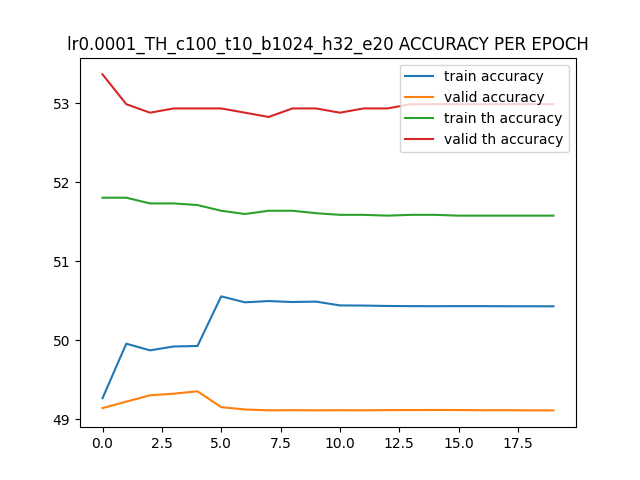 lr0.0001_TH_c100_t10_b1024_h32_e20 ACCURACY PER EPOCH
train accuracy
valid accuracy
train th accuracy
valid th accuracy
53
52
51
50
49
0.0 2.5 5.0 7.5 10.0 12.5 15.0 17.5